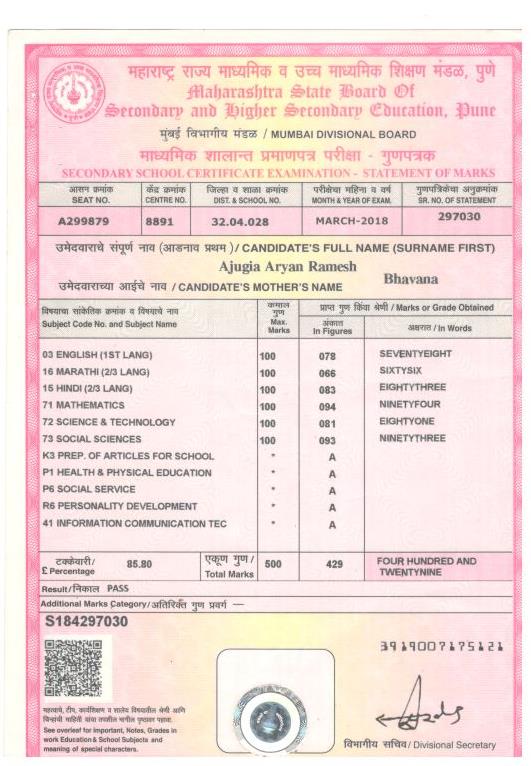 महाराष्ट्र राज्य माध्यमिक व उच्च माध्यमिक शिक्षण मंडळ, पुणे
Maharashtra State Board Of
Secondary and Higher Secondary Education, Pune
मुंबई विभागीय मंडळ / MUMBAI DIVISIONAL BOARD
माध्यमिक शालान्त प्रमाणपत्र परीक्षा - गुणपत्रक
SECONDARY SCHOOL CERTIFICATE EXAMINATION - STATEMENT OF MARKS
आसन क्रमांक केंद्र क्रमांक जिल्हा व शाळा क्रमांक परीक्षेचा महिना व वर्ष गुणपत्रिकेचा अनुक्रमांक
SEAT NO. CENTRE NO. DIST. & SCHOOL NO. MONTH & YEAR OF EXAM. SR. NO. OF STATEMENT
A299879 8891 32.04.028 MARCH-2018 297030
उमेदवाराचे संपूर्ण नाव (आडनाव प्रथम) / CANDIDATE'S FULL NAME (SURNAME FIRST)
Ajugia Aryan Ramesh
उमेदवाराच्या आईचे नाव / CANDIDATE'S MOTHER'S NAME Bhavana
विषयाचा सांकेतिक क्रमांक व विषयाचे नाव
Subject Code No. and Subject Name
कमाल
गुण
Max.
Marks
प्राप्त गुण किंवा श्रेणी / Marks or Grade Obtained
अंकात
In Figures
अक्षरात / In Words
03 ENGLISH (1ST LANG) 100 078 SEVENTYEIGHT
16 MARATHI (2/3 LANG) 100 066 SIXTYSIX
15 HINDI (2/3 LANG) 100 083 EIGHTYTHREE
71 MATHEMATICS 100 094 NINETYFOUR
72 SCIENCE & TECHNOLOGY 100 081 EIGHTYONE
73 SOCIAL SCIENCES 100 093 NINETYTHREE
K3 PREP. OF ARTICLES FOR SCHOOL * A
P1 HEALTH & PHYSICAL EDUCATION * A
P6 SOCIAL SERVICE * A
R6 PERSONALITY DEVELOPMENT * A
41 INFORMATION COMMUNICATION TEC * A
टक्केवारी /
£ Percentage 85.80
एकूण गुण /
Total Marks 500 429 FOUR HUNDRED AND
TWENTYNINE
Result/निकाल PASS
Additional Marks Category/अतिरिक्त गुण प्रवर्ग —
S184297030
3919007175121
महत्वाचे, टीप, कार्यशिक्षण व शालेय विषयातील श्रेणी आणि
चिन्हांची माहिती यांचा तपशील मागील पृष्ठावर पहावा.
See overleaf for important, Notes, Grades in
work Education & School Subjects and
meaning of special characters.
विभागीय सचिव / Divisional Secretary